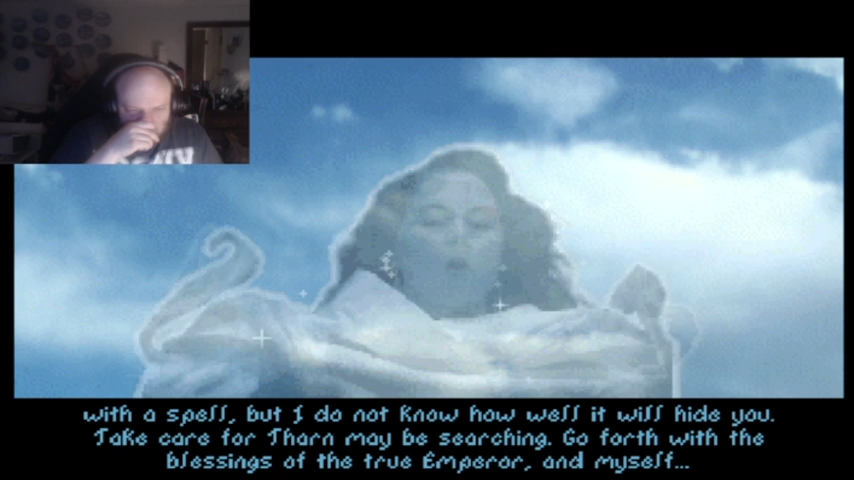 with a spell, but I do not know how well it will hide you.
Take care for Tharn may be searching. Go forth with the
blessings of the true Emperor, and myself...